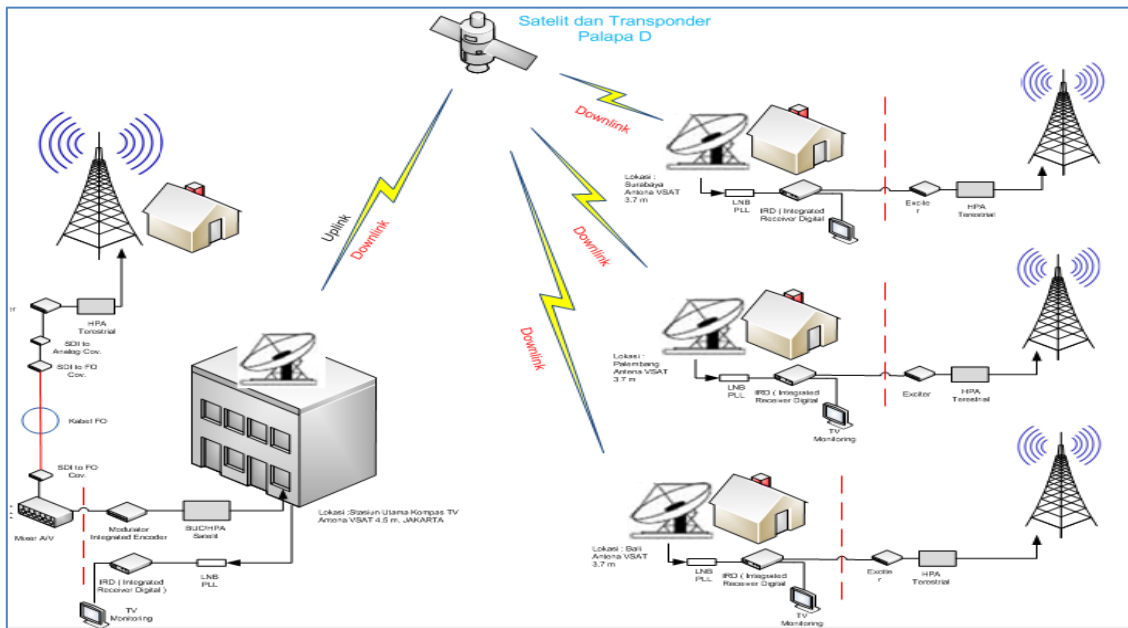 Satelit dan Transponder
Palapa D
Downlink
Uplink
Downlink
Downlink
Downlink
HPA
Terestrial
SDI to
Analog Cov.
SDI to FO
Cov.
Kabel FO
SDI to FO
Cov.
Mixer A/V
Modulator
Integrated Encoder
BUC/HPA
Satelit
Lokasi :Stasiun Utama Kompas TV
Antena VSAT 4.5 m, JAKARTA
LNB
PLL
IRD ( Integrated
Receiver Digital )
TV
Monitoring
Lokasi :
Surabaya
Antena VSAT
3.7 m
LNB
PLL
IRD ( Integrated
Receiver Digital
Excite
r
HPA
Terestrial
Lokasi :
Palembang
Antena VSAT
3.7 m
LNB
PLL
IRD ( Integrated
Receiver Digital
TV
Monitoring
Exciter
HPA
Terestrial
Lokasi : Bali
Antena VSAT
3.7 m
LNB
PLL
IRD ( Integrated
Receiver Digital
TV
Monitoring
Excite
r
HPA
Terestrial